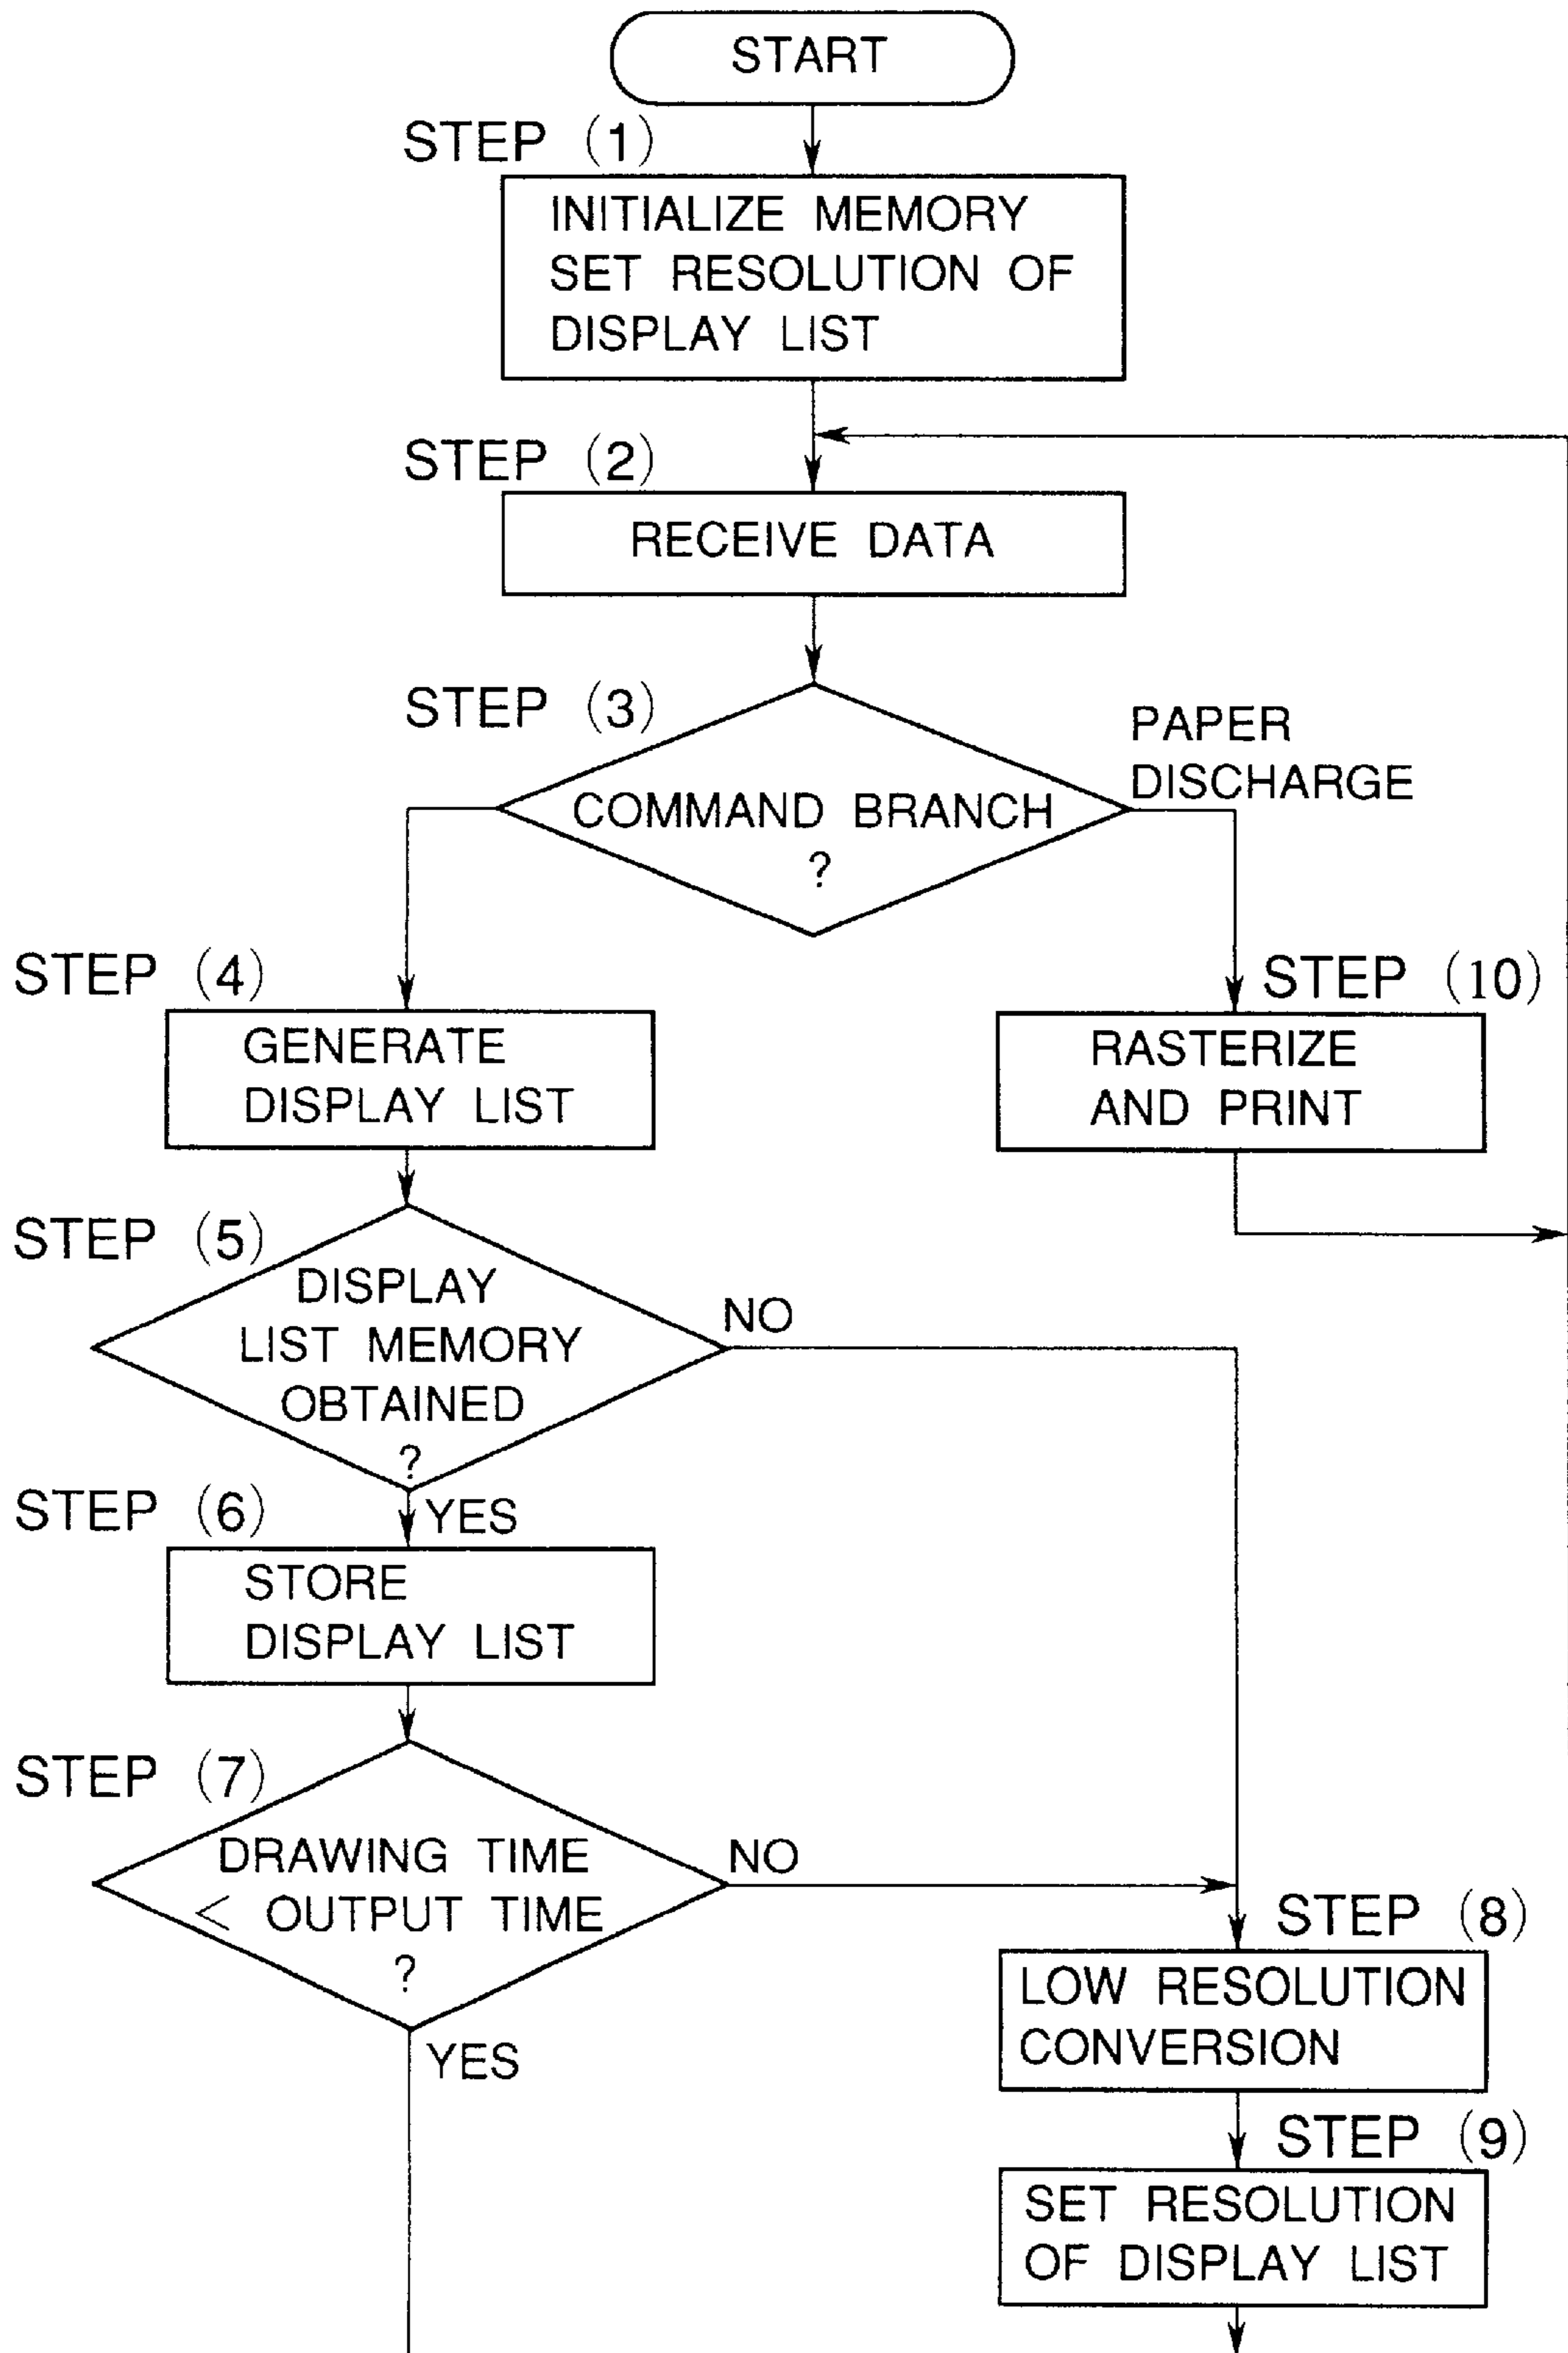 START
STEP (1)
INITIALIZE MEMORY
SET RESOLUTION OF
DISPLAY LIST
STEP (2)
RECEIVE DATA
STEP (3)
PAPER
DISCHARGE
COMMAND BRANCH
?
STEP (4)
STEP (10)
GENERATE
DISPLAY LIST
RASTERIZE
AND PRINT
STEP (5)
DISPLAY
LIST MEMORY
OBTAINED
?
NO
YES
STEP (6)
STORE
DISPLAY LIST
STEP (7)
DRAWING TIME
< OUTPUT TIME
?
NO
YES
STEP (8)
LOW RESOLUTION
CONVERSION
STEP (9)
SET RESOLUTION
OF DISPLAY LIST